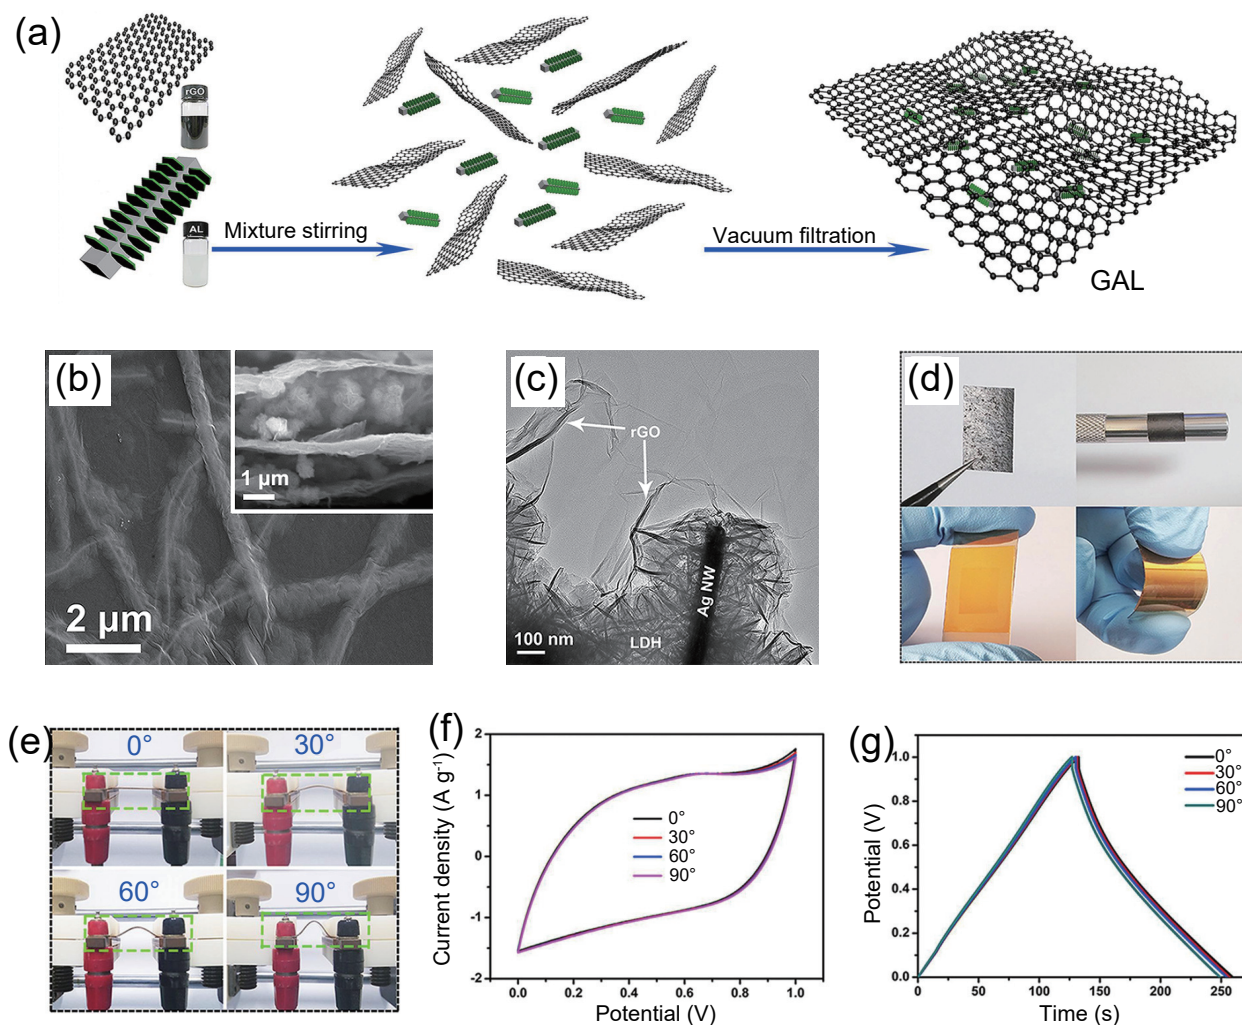 (a)
rGO
AL
Mixture stirring
Vacuum filtration
GAL
(b)
1 μm
2 μm
(c)
rGO
Ag NW
LDH
100 nm
(d)
(e)
0°
30°
60°
90°
(f)
Current density (A g⁻¹)
2
1
0
-1
-2
0°
30°
60°
90°
0.0 0.2 0.4 0.6 0.8 1.0
Potential (V)
(g)
Potential (V)
1.0
0.8
0.6
0.4
0.2
0.0
0°
30°
60°
90°
0 50 100 150 200 250
Time (s)